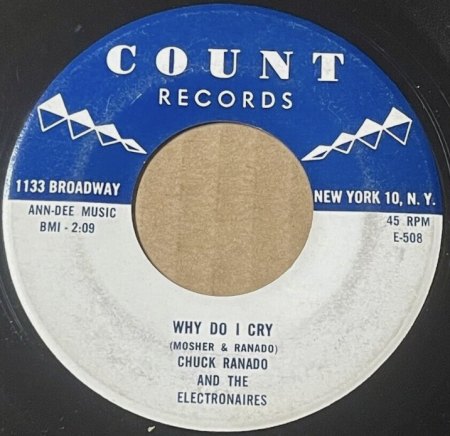 COUNT
RECORDS
1133 BROADWAY
NEW YORK 10, N. Y.
ANN-DEE MUSIC
BMI - 2:09
45 RPM
E-508
WHY DO I CRY
(MOSHER & RANADO)
CHUCK RANADO
AND THE
ELECTRONAIRES